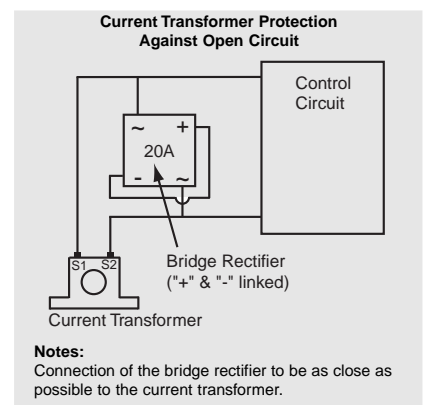 Current Transformer Protection
Against Open Circuit
Control
Circuit
~ +
20A
- ~
Bridge Rectifier
("+" & "-" linked)
S1 S2
Current Transformer
Notes:
Connection of the bridge rectifier to be as close as
possible to the current transformer.